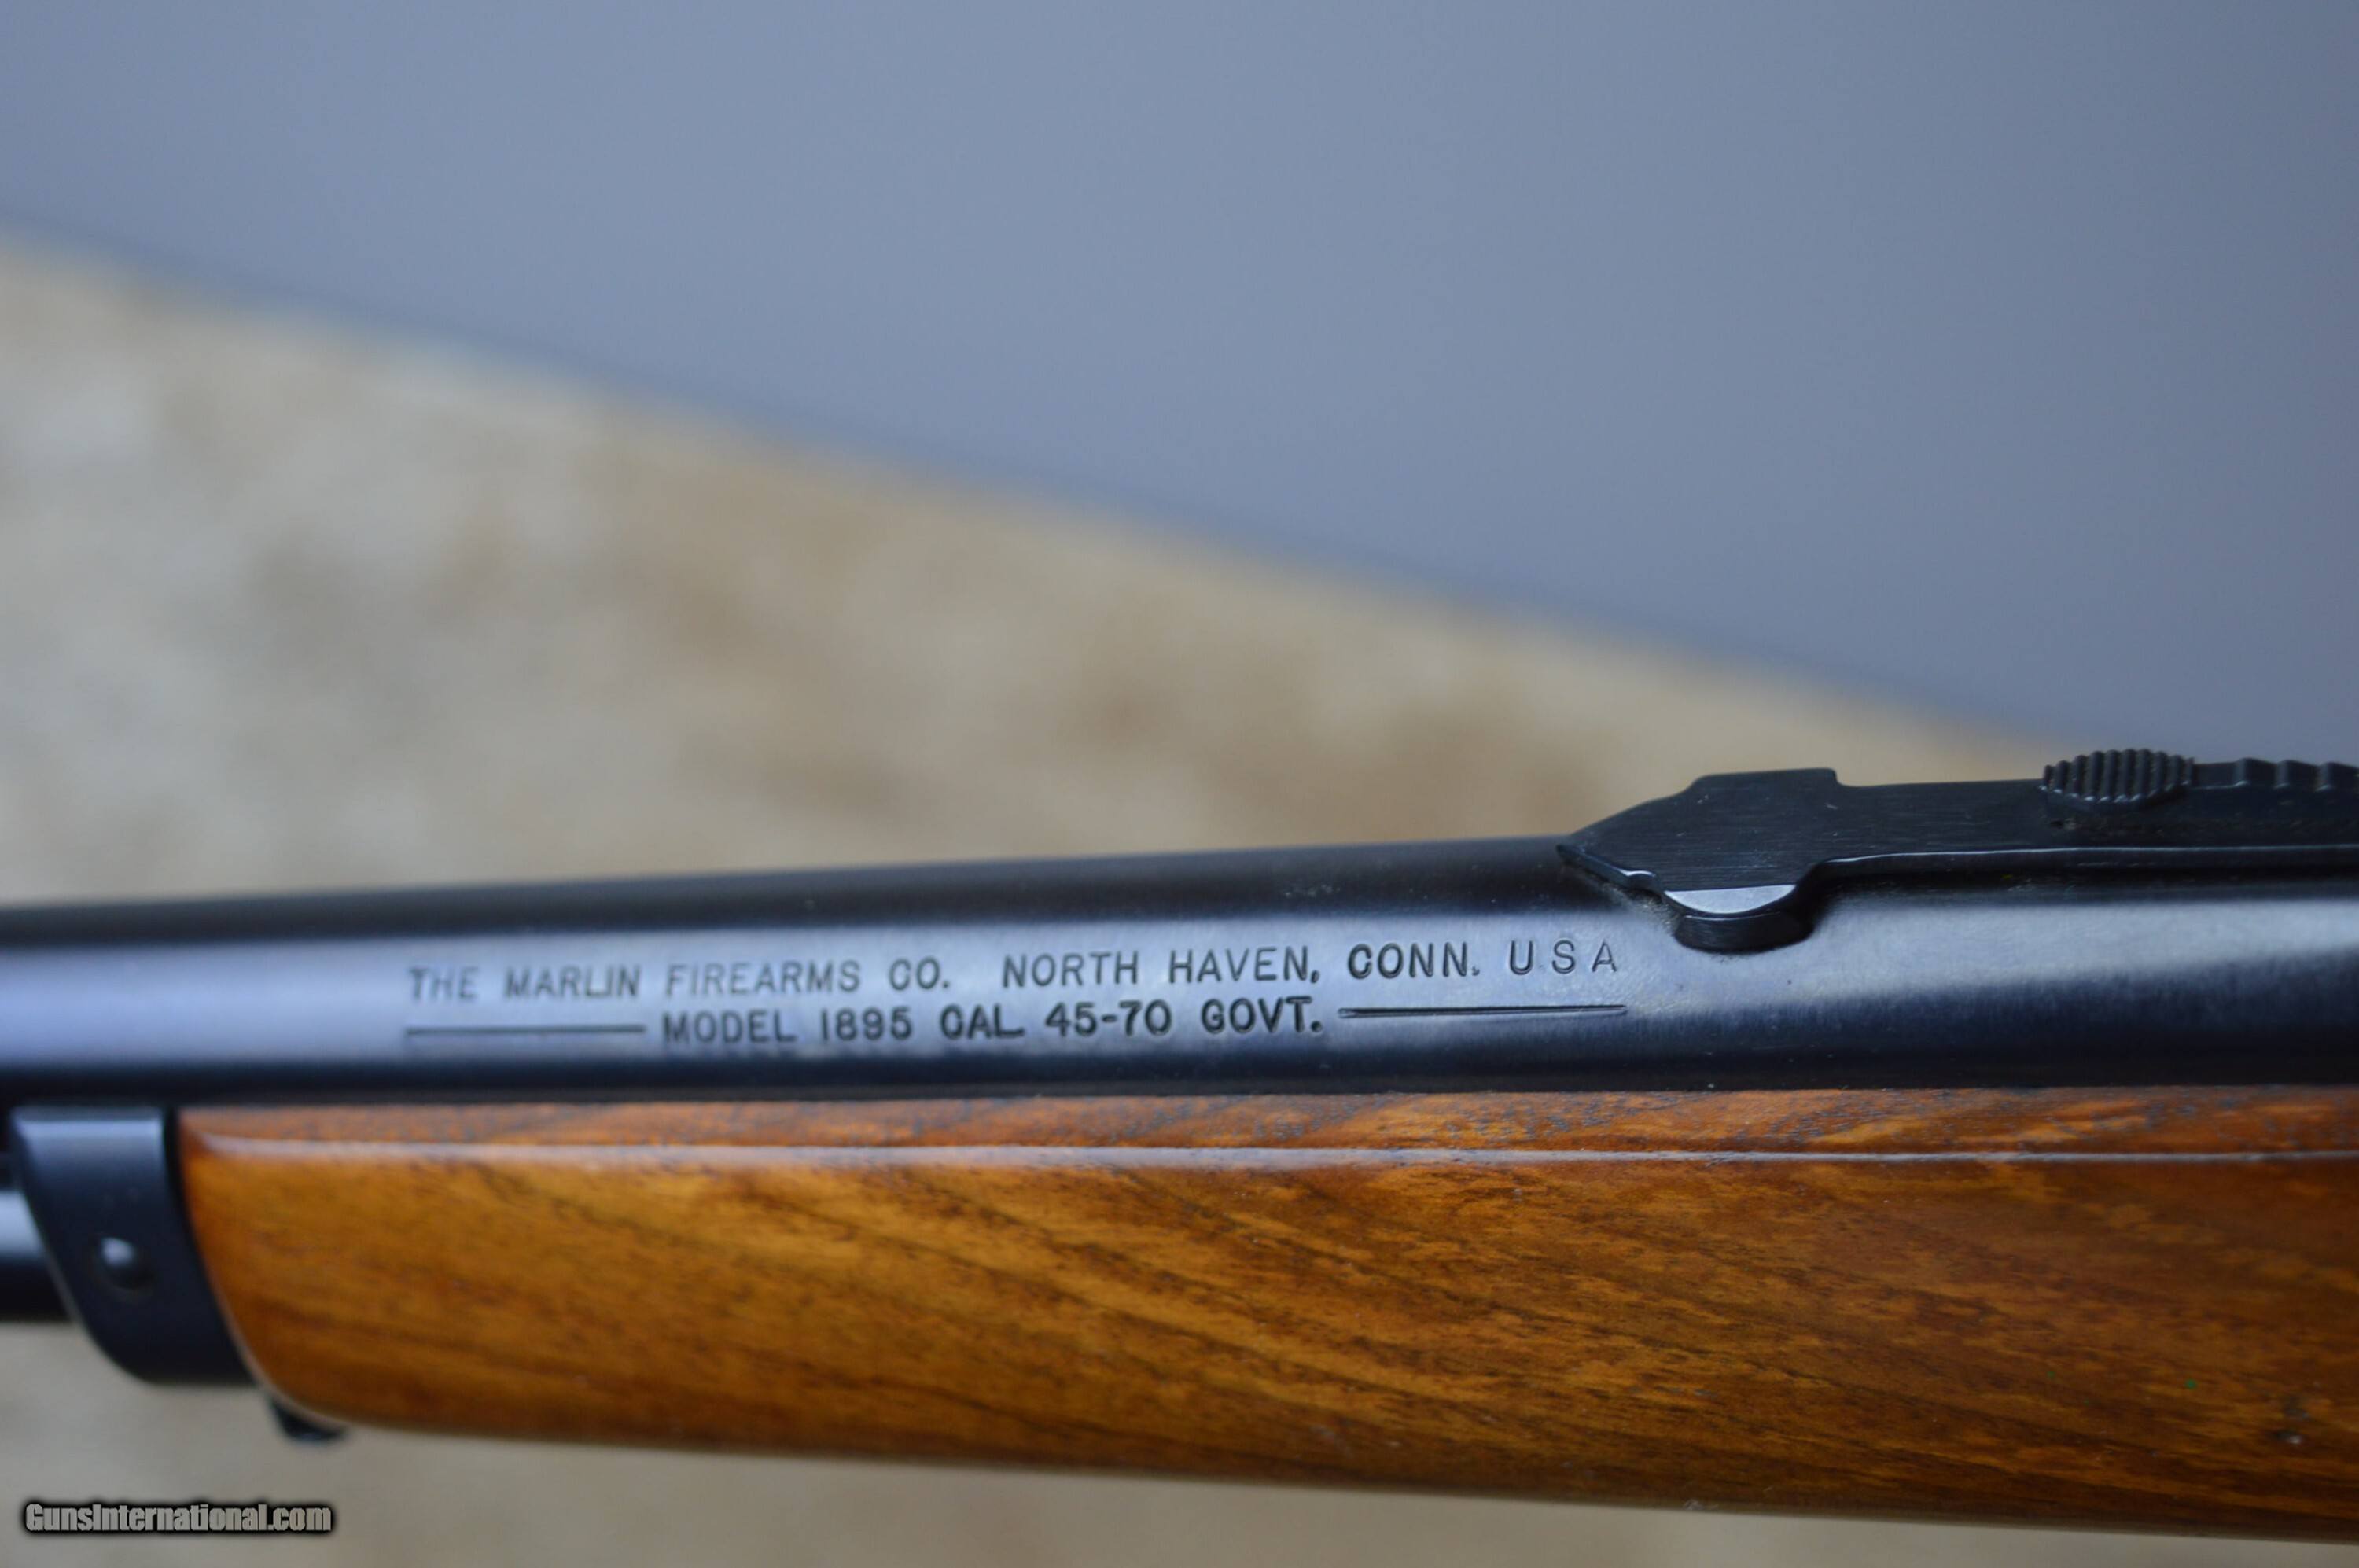 THE MARLIN FIREARMS CO. NORTH HAVEN, CONN. USA
MODEL 1895 CAL. 45-70 GOVT.
GunsInternational.com